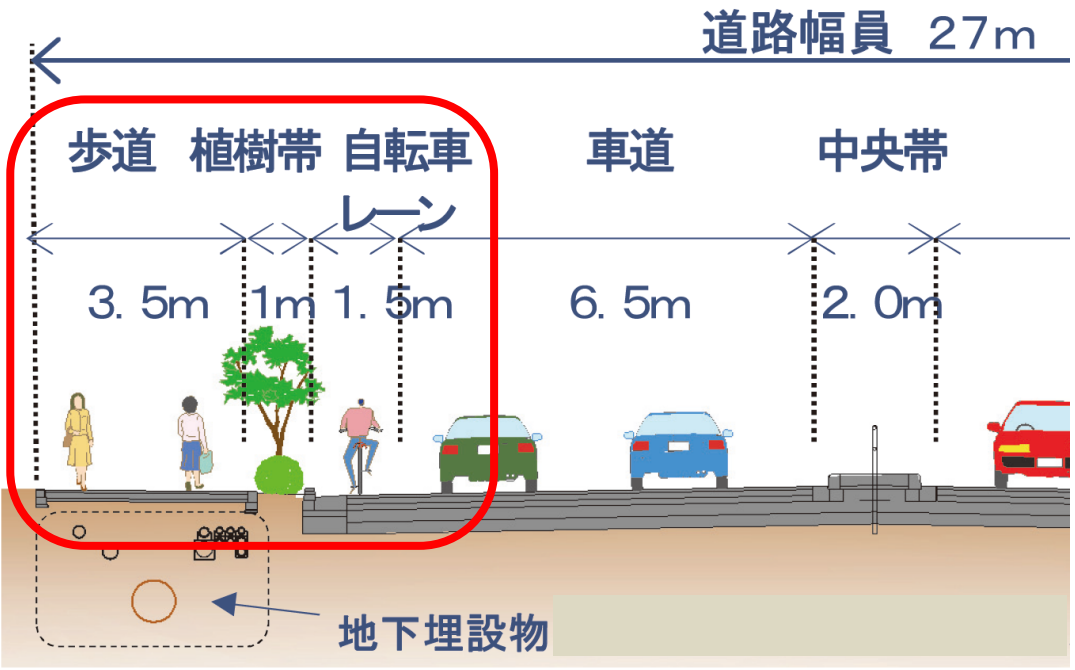 道路幅員 27m
歩道 植樹帯 自転車 車道 中央帯
レーン
3.5m 1m 1.5m 6.5m 2.0m
地下埋設物